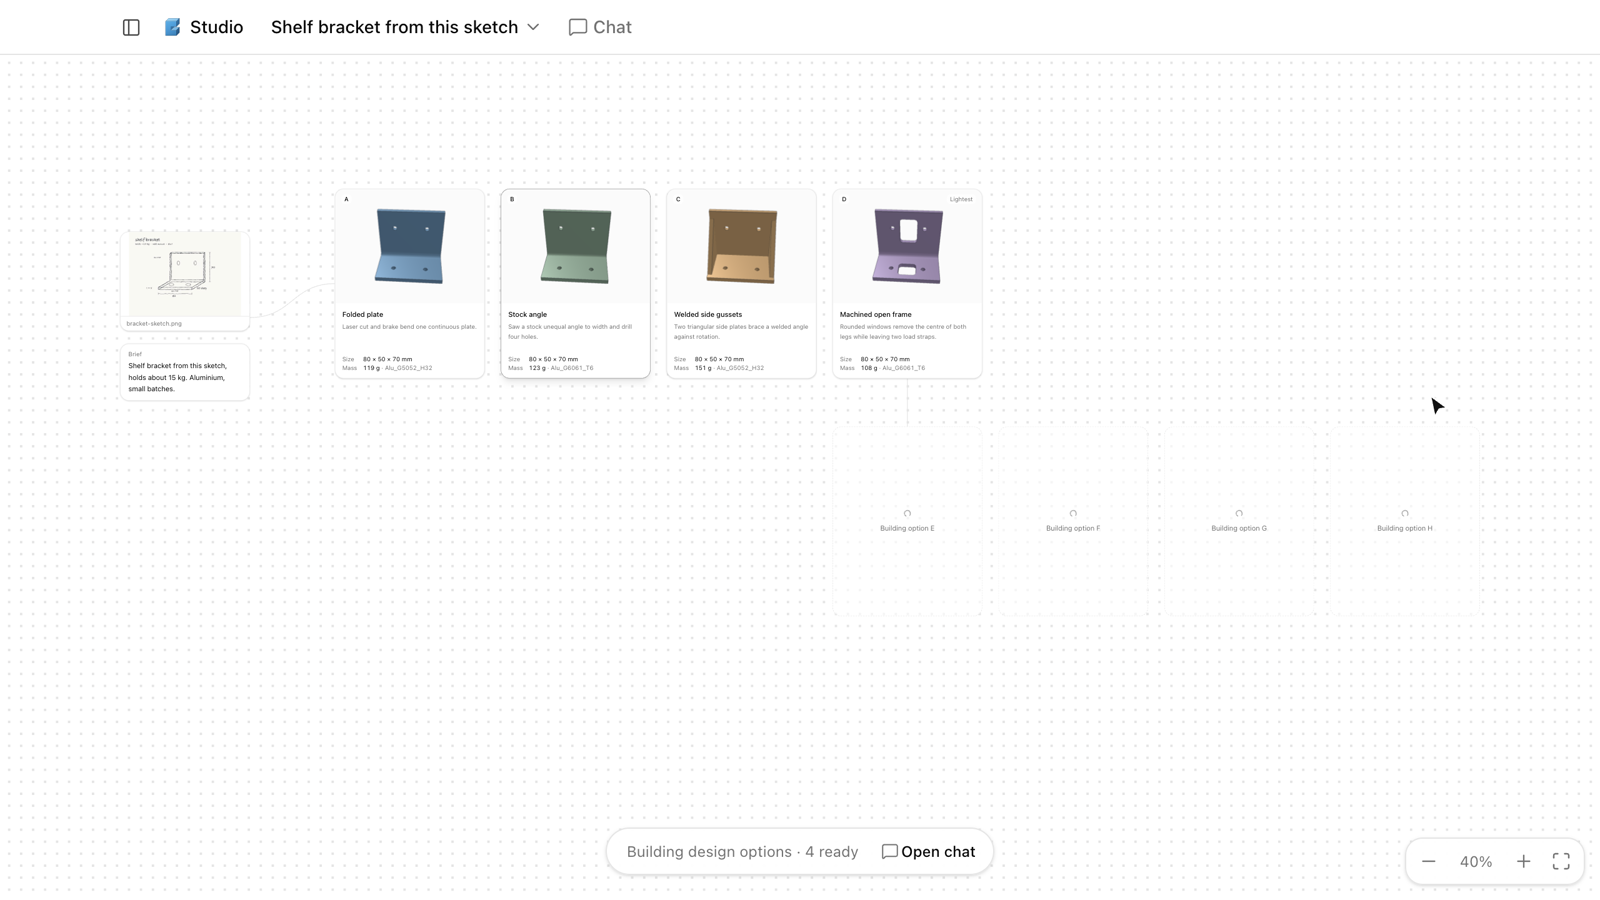 Studio
Shelf bracket from this sketch
Chat
shelf bracket
bracket-sketch.png
Brief
Shelf bracket from this sketch,
holds about 15 kg. Aluminium,
small batches.
A
Folded plate
Laser cut and brake bend one continuous plate.
Size 80 × 50 × 70 mm
Mass 119 g · Alu_G5052_H32
B
Stock angle
Saw a stock unequal angle to width and drill
four holes.
Size 80 × 50 × 70 mm
Mass 123 g · Alu_G6061_T6
C
Welded side gussets
Two triangular side plates brace a welded angle
against rotation.
Size 80 × 50 × 70 mm
Mass 151 g · Alu_G5052_H32
D Lightest
Machined open frame
Rounded windows remove the centre of both
legs while leaving two load straps.
Size 80 × 50 × 70 mm
Mass 108 g · Alu_G6061_T6
Building option E
Building option F
Building option G
Building option H
Building design options · 4 ready
Open chat
40%